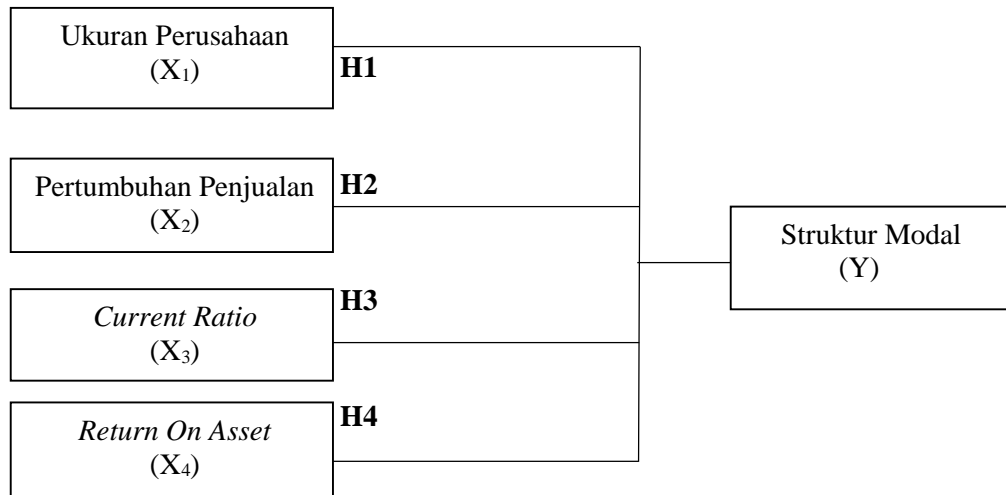 Ukuran Perusahaan
(X₁)
H1
Pertumbuhan Penjualan
(X₂)
H2
Current Ratio
(X₃)
H3
Return On Asset
(X₄)
H4
Struktur Modal
(Y)